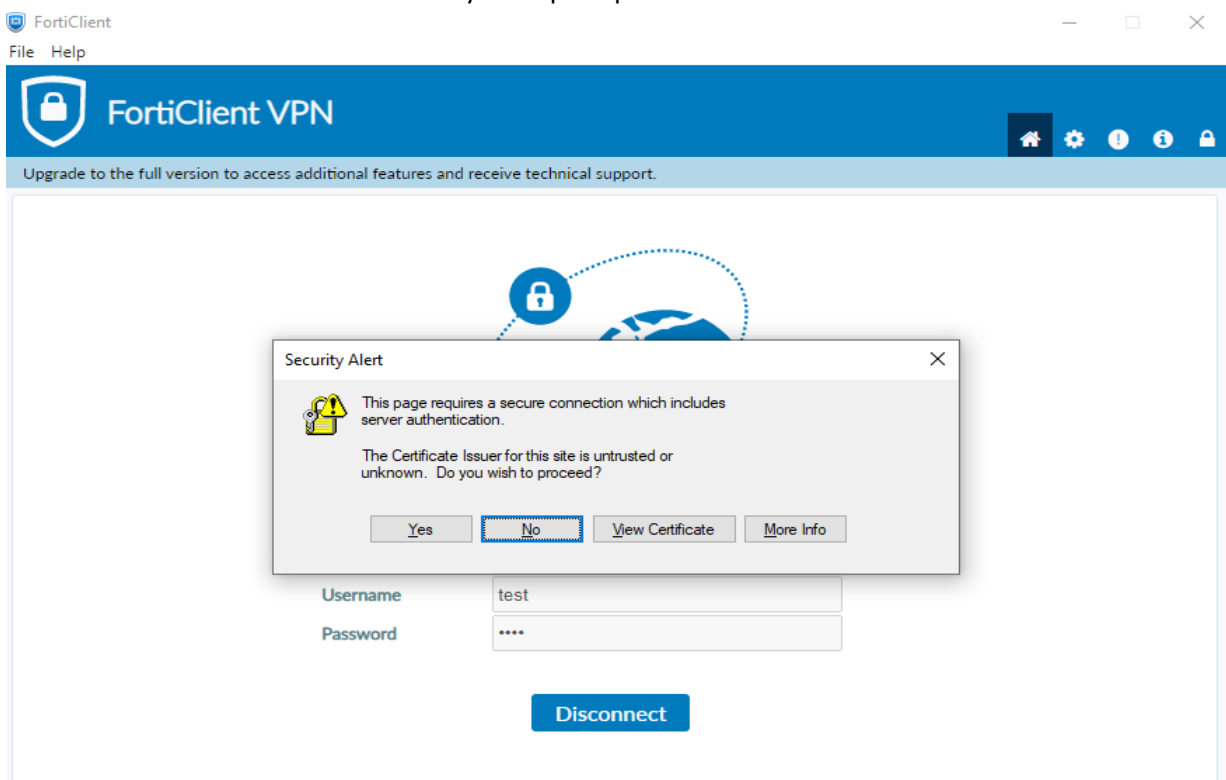 FortiClient
File Help
FortiClient VPN
Upgrade to the full version to access additional features and receive technical support.
Security Alert
This page requires a secure connection which includes
server authentication.
The Certificate Issuer for this site is untrusted or
unknown. Do you wish to proceed?
Yes No View Certificate More Info
Username test
Password ••••
Disconnect